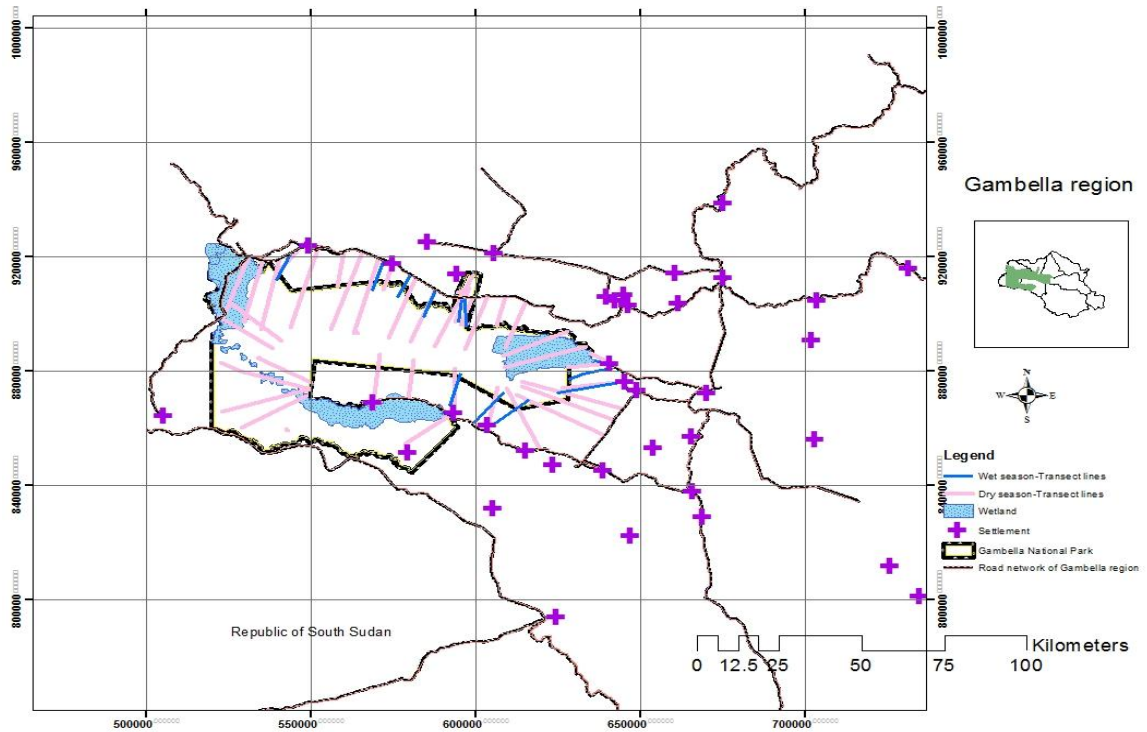 1000000
960000
920000
880000
840000
800000
1000000
960000
920000
880000
840000
800000
500000
550000
600000
650000
700000
Republic of South Sudan
Gambella region
N
W E
S
Legend
Wet season-Transect lines
Dry season-Transect lines
Wetland
Settlement
Gambella National Park
Road network of Gambella region
Kilometers
0 12.5 25 50 75 100